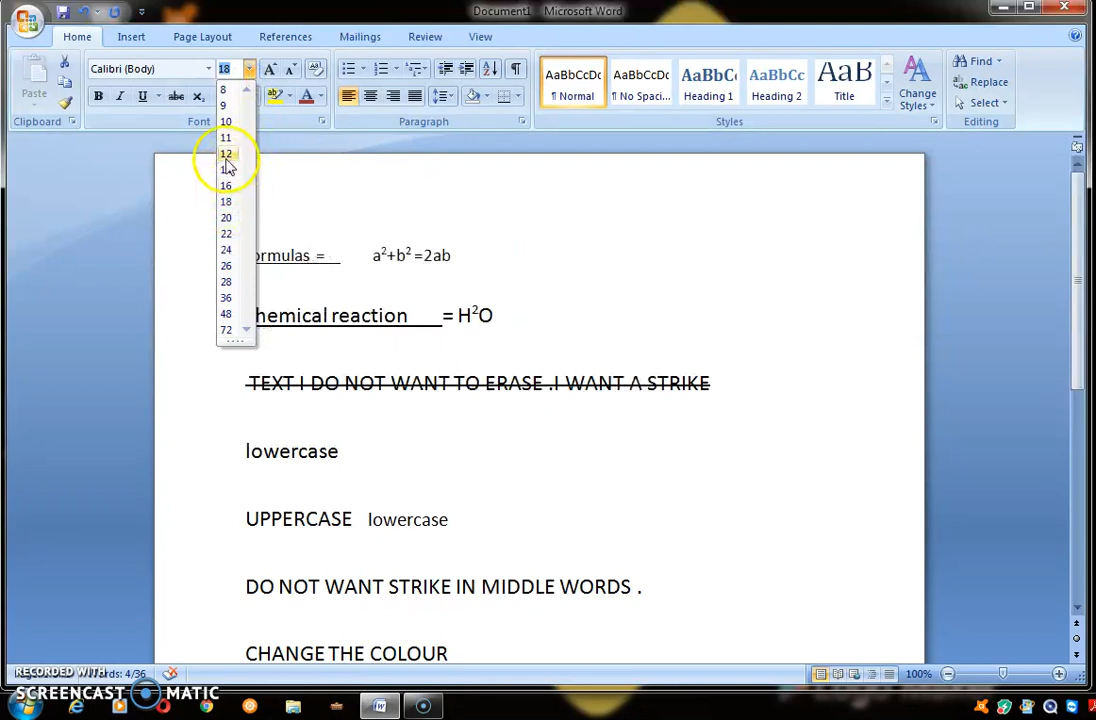 Document1 - Microsoft Word
Home Insert Page Layout References Mailings Review View
Calibri (Body) 18
Paste
AaBbCcDc AaBbCcDc AaBbC AaBbCc AaBbC
¶ Normal ¶ No Spaci... Heading 1 Heading 2 Title
Change Styles
Find
Replace
Select
Clipboard Font Paragraph Styles Editing
8
9
10
11
12
16
18
20
22
24
26
28
36
48
72
ormulas = a²+b² =2ab
hemical reaction = H²O
TEXT I DO NOT WANT TO ERASE .I WANT A STRIKE
lowercase
UPPERCASE lowercase
DO NOT WANT STRIKE IN MIDDLE WORDS .
CHANGE THE COLOUR
Words: 4/36 100%
RECORDED WITH
SCREENCAST MATIC